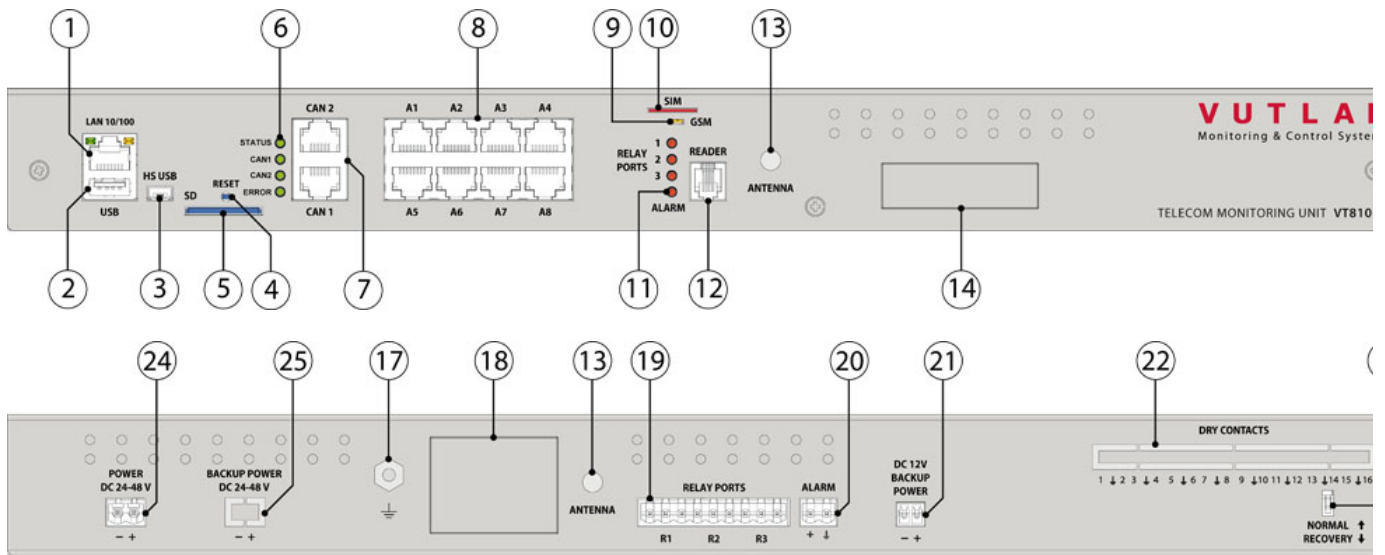 1 6 8 9 10 13
LAN 10/100
CAN 2
A1 A2 A3 A4
SIM
GSM
STATUS
CAN1
CAN2
ERROR
RELAY
PORTS
1
2
3
ALARM
READER
ANTENNA
VUTLA
Monitoring & Control System
HS USB
SD
RESET
USB
CAN 1
A5 A6 A7 A8
TELECOM MONITORING UNIT VT810
2 3 5 4 7 11 12 14
24 25 17 18 13 19 20 21 22
POWER
DC 24-48 V
- +
BACKUP POWER
DC 24-48 V
- +
ANTENNA
RELAY PORTS
R1 R2 R3
ALARM
+
DC 12V
BACKUP
POWER
- +
DRY CONTACTS
1 ↓ 2 3 ↓ 4 5 ↓ 6 7 ↓ 8 9 ↓10 11 ↓12 13 ↓14 15 ↓16
NORMAL ↑
RECOVERY ↓